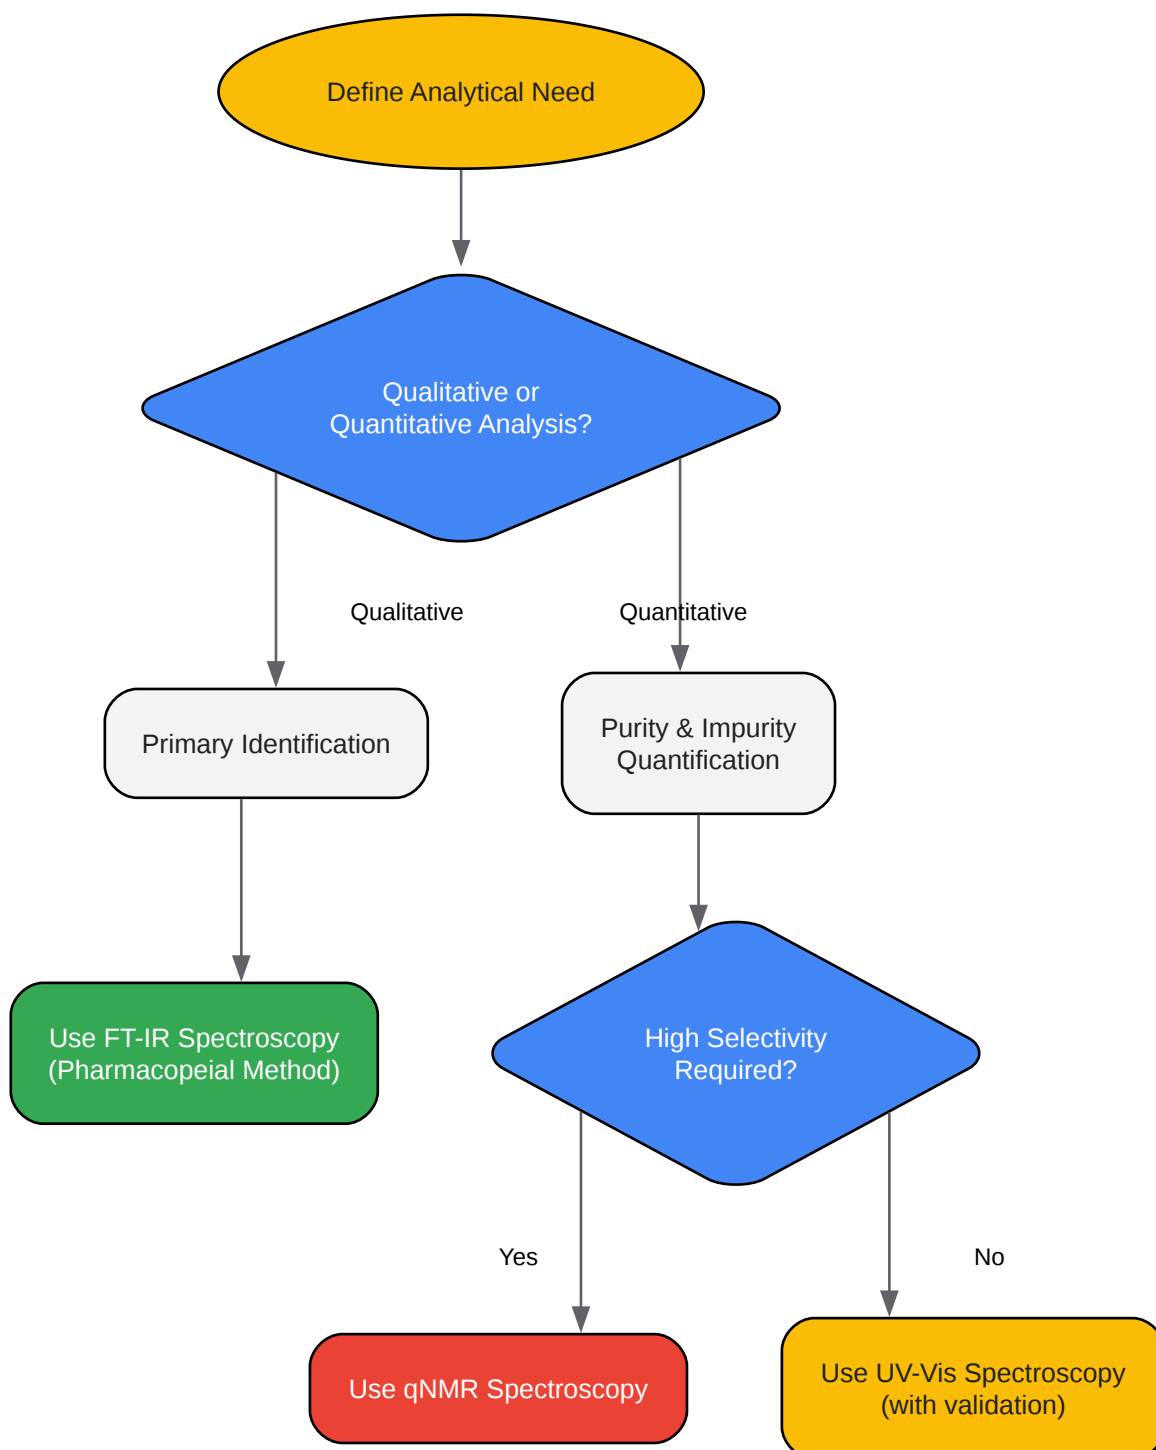 Define Analytical Need
Qualitative or
Quantitative Analysis?
Qualitative
Quantitative
Primary Identification
Purity & Impurity
Quantification
Use FT-IR Spectroscopy
(Pharmacopeial Method)
High Selectivity
Required?
Yes
No
Use qNMR Spectroscopy
Use UV-Vis Spectroscopy
(with validation)